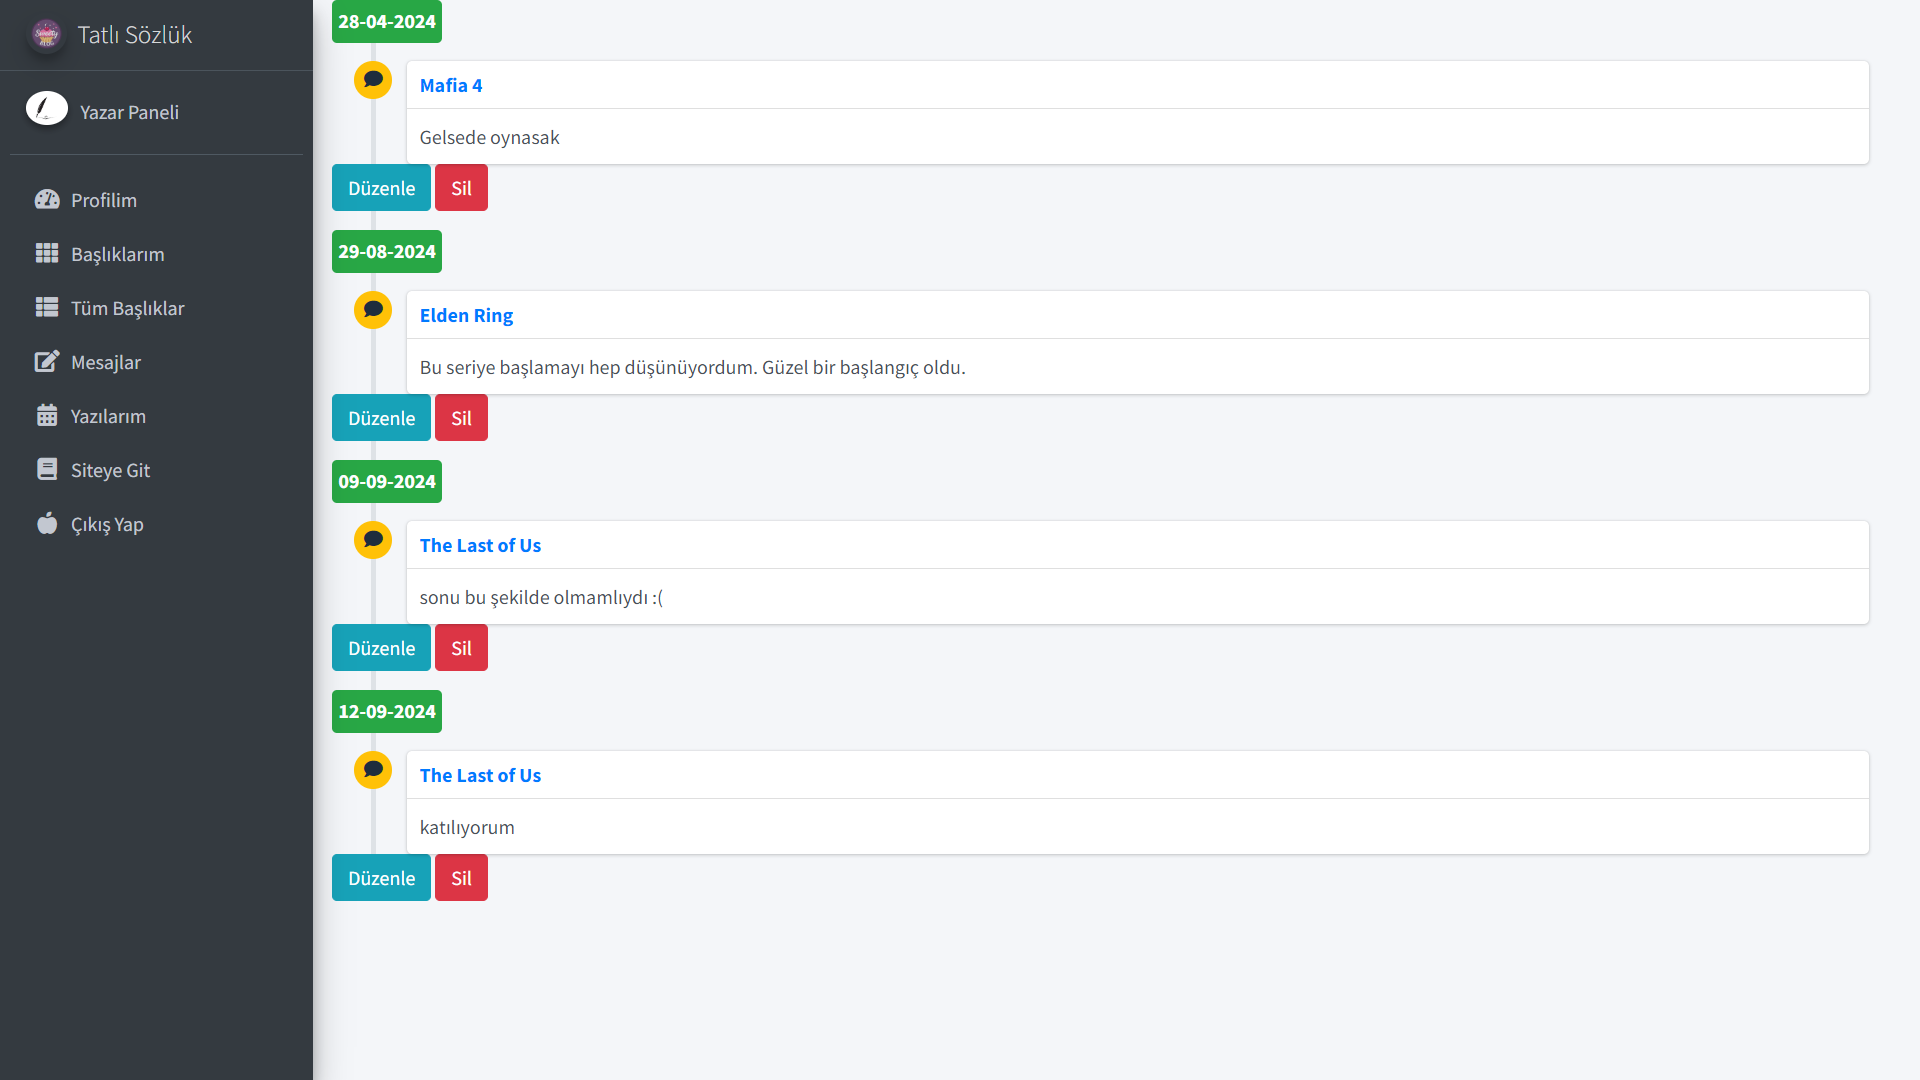 Tatlı Sözlük
Yazar Paneli
Profilim
Başlıklarım
Tüm Başlıklar
Mesajlar
Yazılarım
Siteye Git
Çıkış Yap
28-04-2024
Mafia 4
Gelsede oynasak
Düzenle Sil
29-08-2024
Elden Ring
Bu seriye başlamayı hep düşünüyordum. Güzel bir başlangıç oldu.
Düzenle Sil
09-09-2024
The Last of Us
sonu bu şekilde olmamlıydı :(
Düzenle Sil
12-09-2024
The Last of Us
katılıyorum
Düzenle Sil